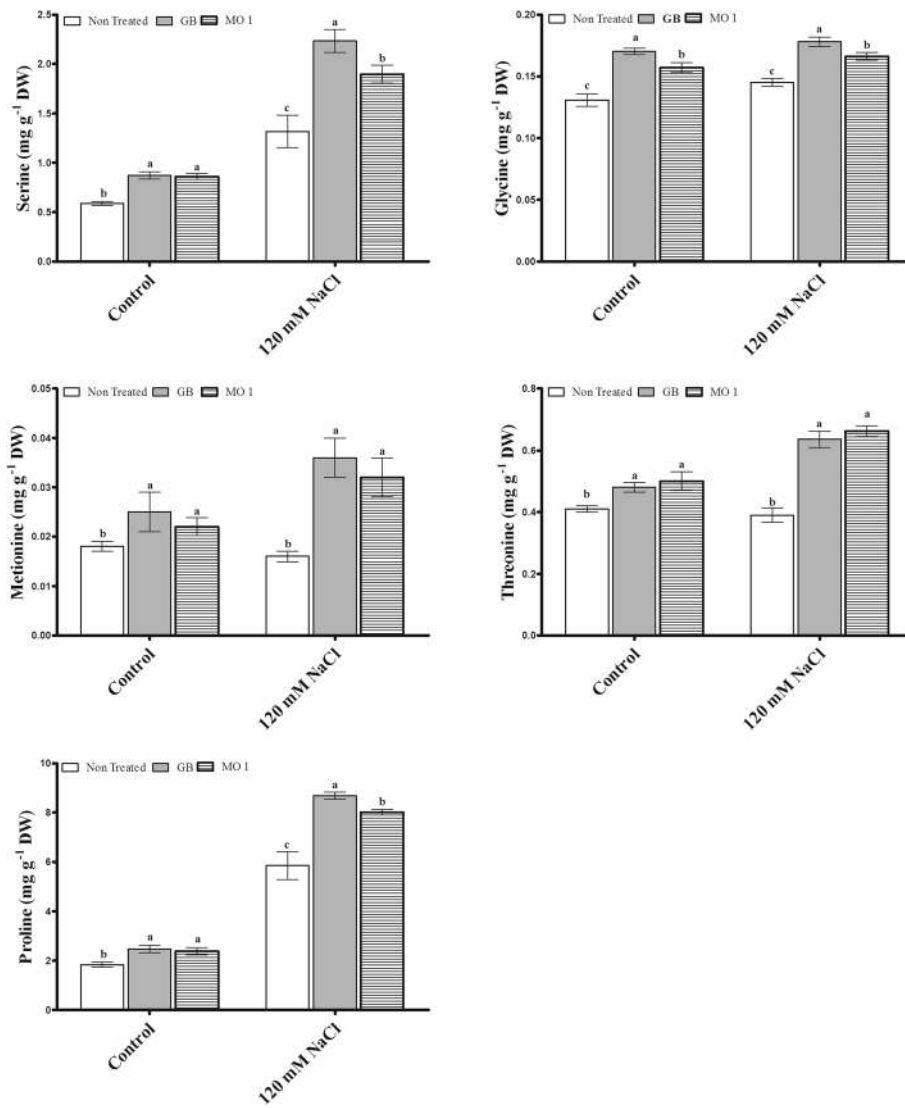 Non Treated GB MO 1
Serine (mg g-1 DW)
2.5
2.0
1.5
1.0
0.5
0.0
b a a c a b
Control 120 mM NaCl
Non Treated GB MO 1
Glycine (mg g-1 DW)
0.20
0.15
0.10
0.05
0.00
c a b c a b
Control 120 mM NaCl
Non Treated GB MO 1
Metionine (mg g-1 DW)
0.05
0.04
0.03
0.02
0.01
0.00
b a a b a a
Control 120 mM NaCl
Non Treated GB MO 1
Threonine (mg g-1 DW)
0.8
0.6
0.4
0.2
0.0
b a a b a a
Control 120 mM NaCl
Non Treated GB MO 1
Proline (mg g-1 DW)
10
8
6
4
2
0
b a a c a b
Control 120 mM NaCl